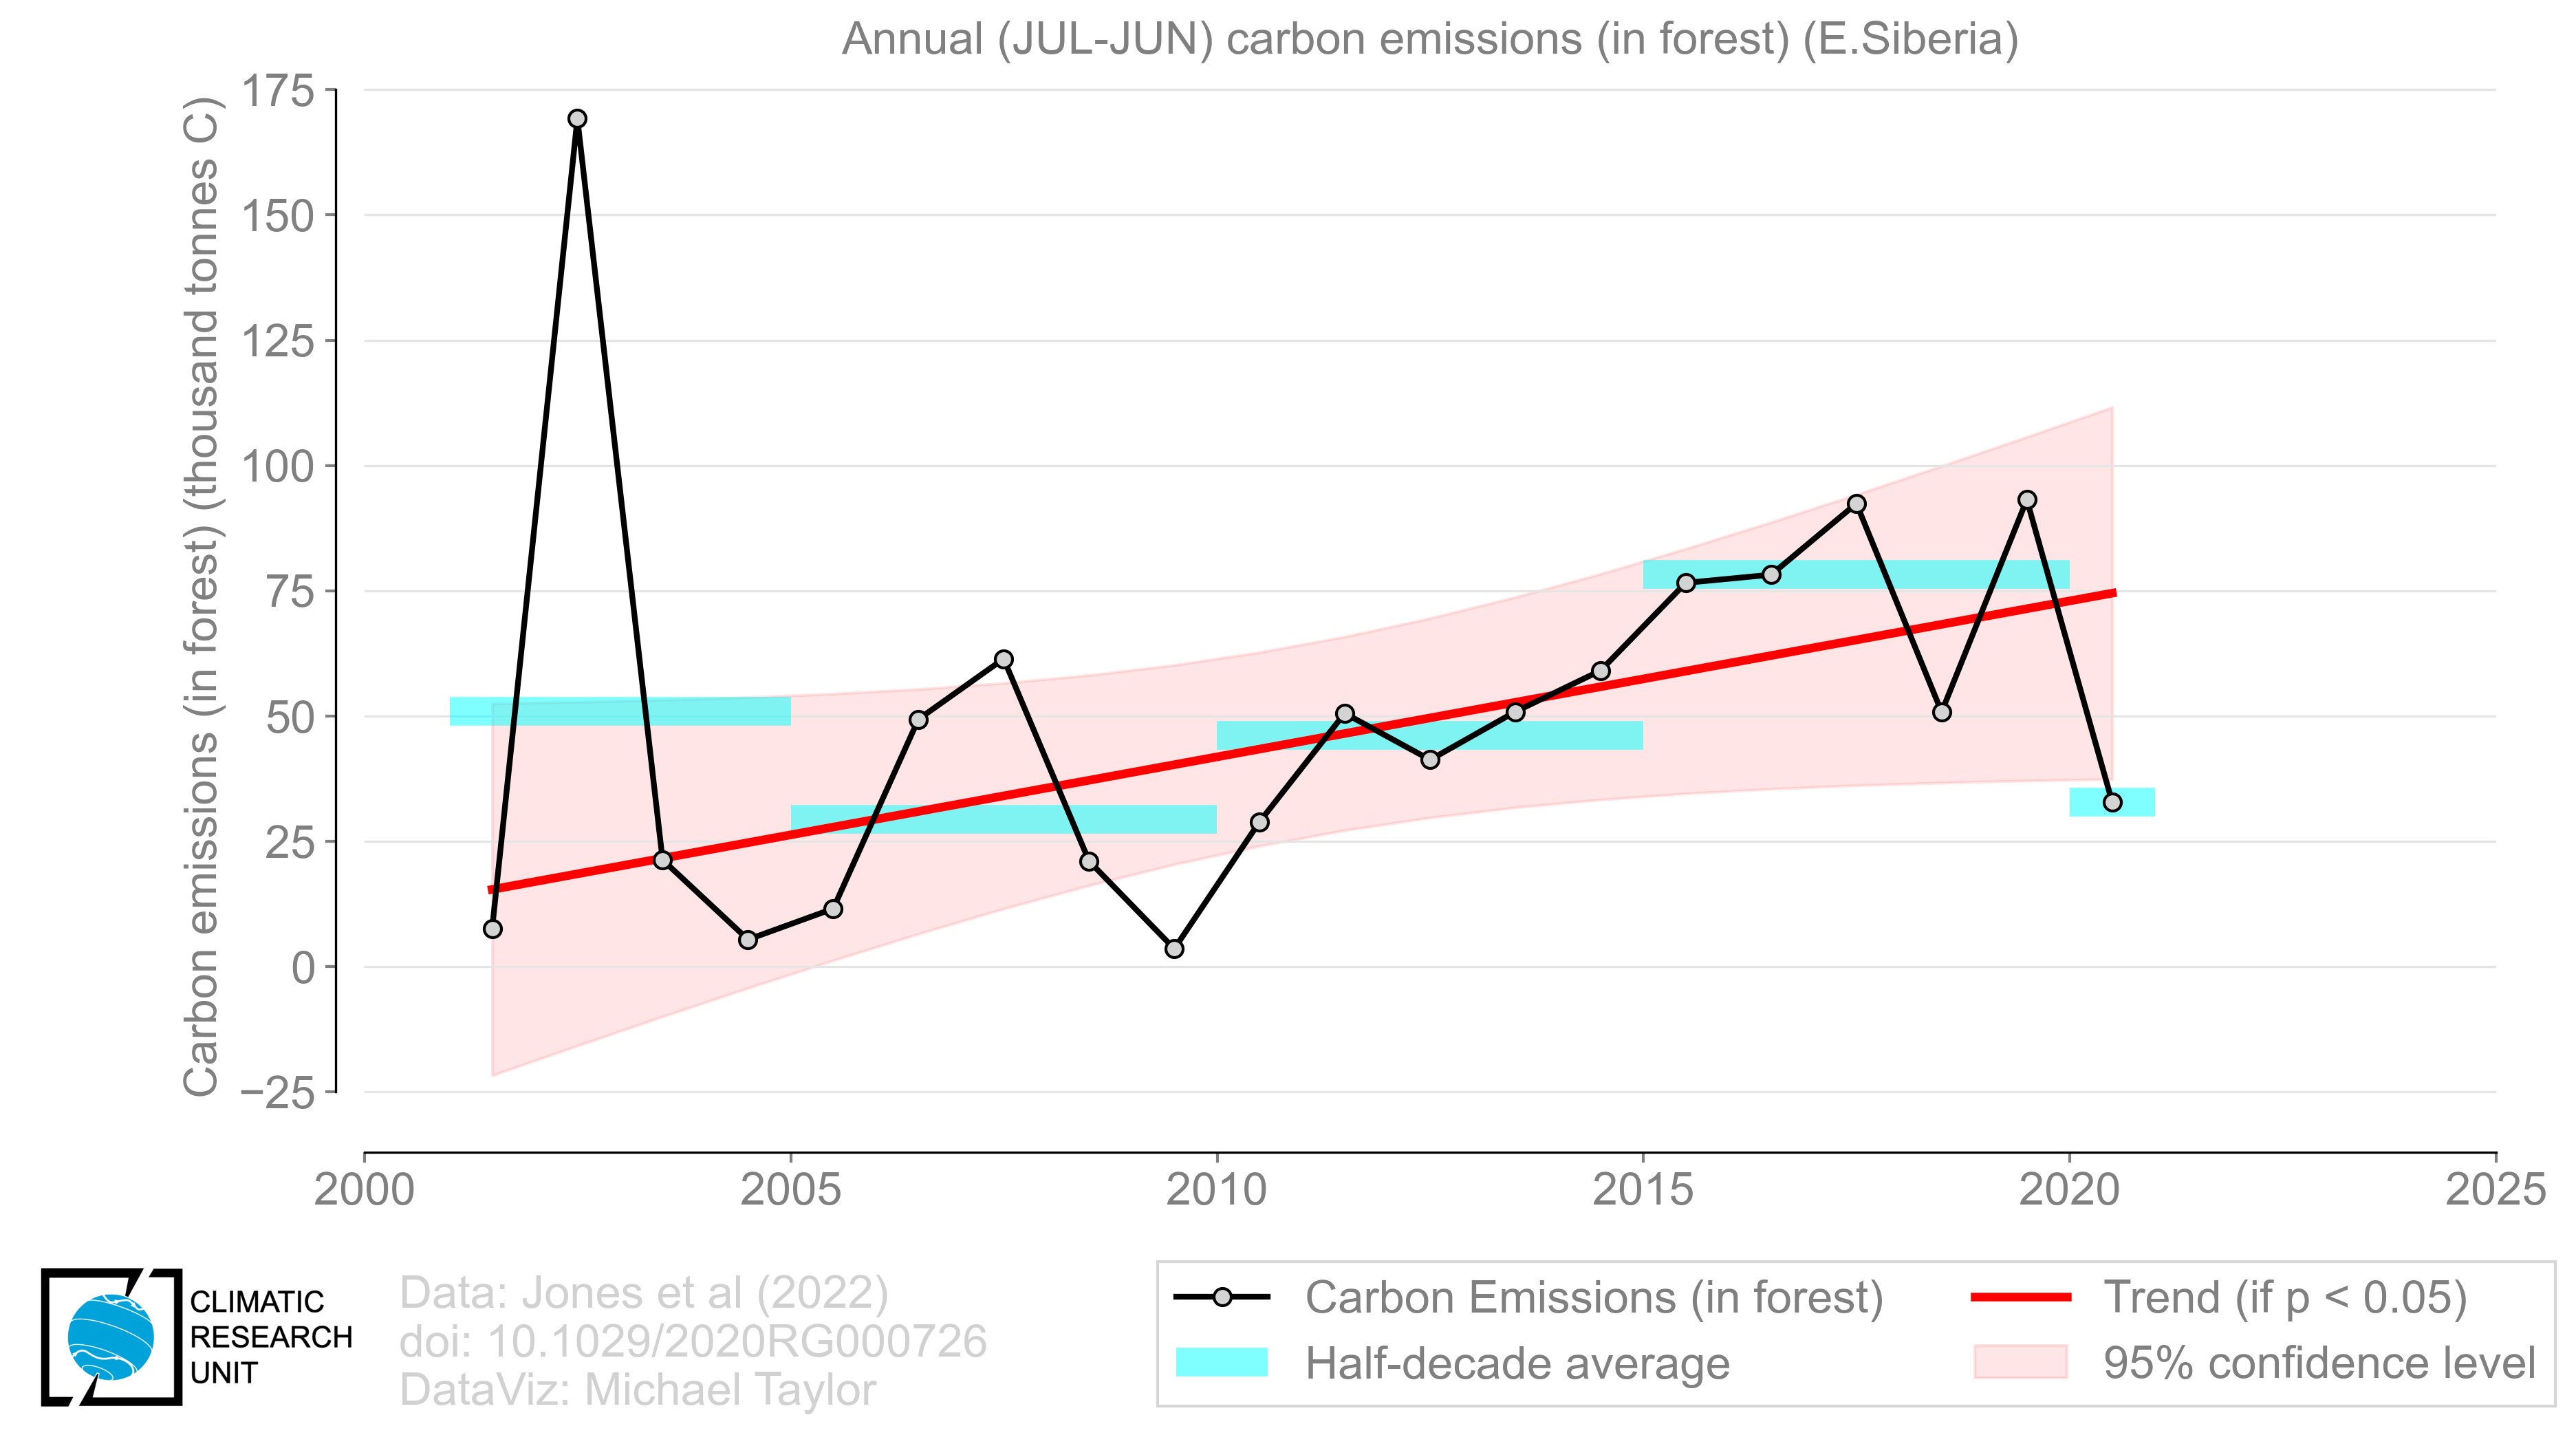 Annual (JUL-JUN) carbon emissions (in forest) (E.Siberia)
Carbon emissions (in forest) (thousand tonnes C)
175
150
125
100
75
50
25
0
−25
2000 2005 2010 2015 2020 2025
CLIMATIC
RESEARCH
UNIT
Data: Jones et al (2022)
doi: 10.1029/2020RG000726
DataViz: Michael Taylor
Carbon Emissions (in forest)
Half-decade average
Trend (if p < 0.05)
95% confidence level